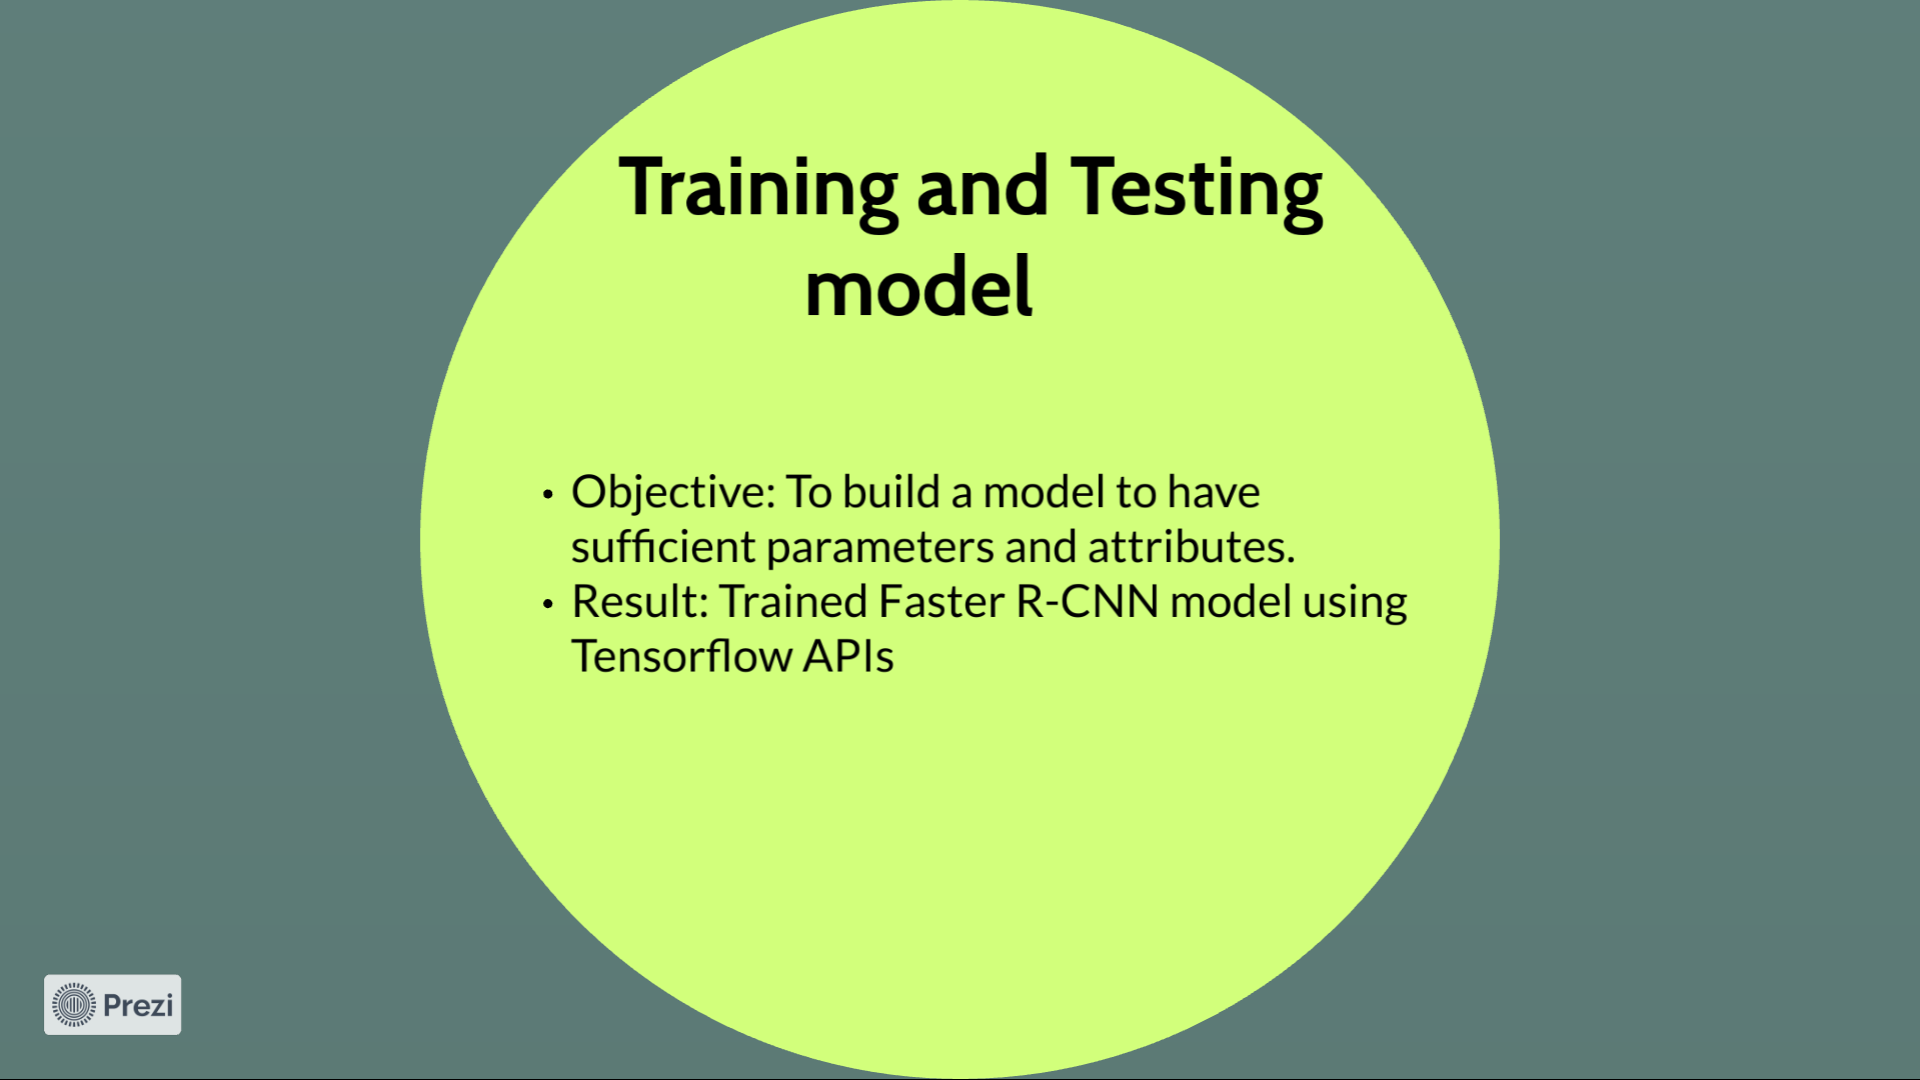 Training and Testing
model
• Objective: To build a model to have
sufficient parameters and attributes.
• Result: Trained Faster R-CNN model using
Tensorflow APIs
Prezi